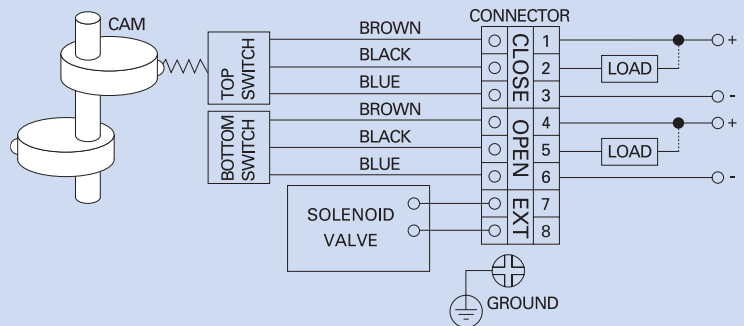 CAM
CONNECTOR
TOP
SWITCH
BROWN
BLACK
BLUE
CLOSE
1
2
3
LOAD
+
-
BOTTOM
SWITCH
BROWN
BLACK
BLUE
OPEN
4
5
6
LOAD
+
-
SOLENOID
VALVE
EXT
7
8
GROUND